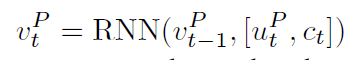 v_t^P = RNN(v_{t-1}^P, [u_t^P, c_t])